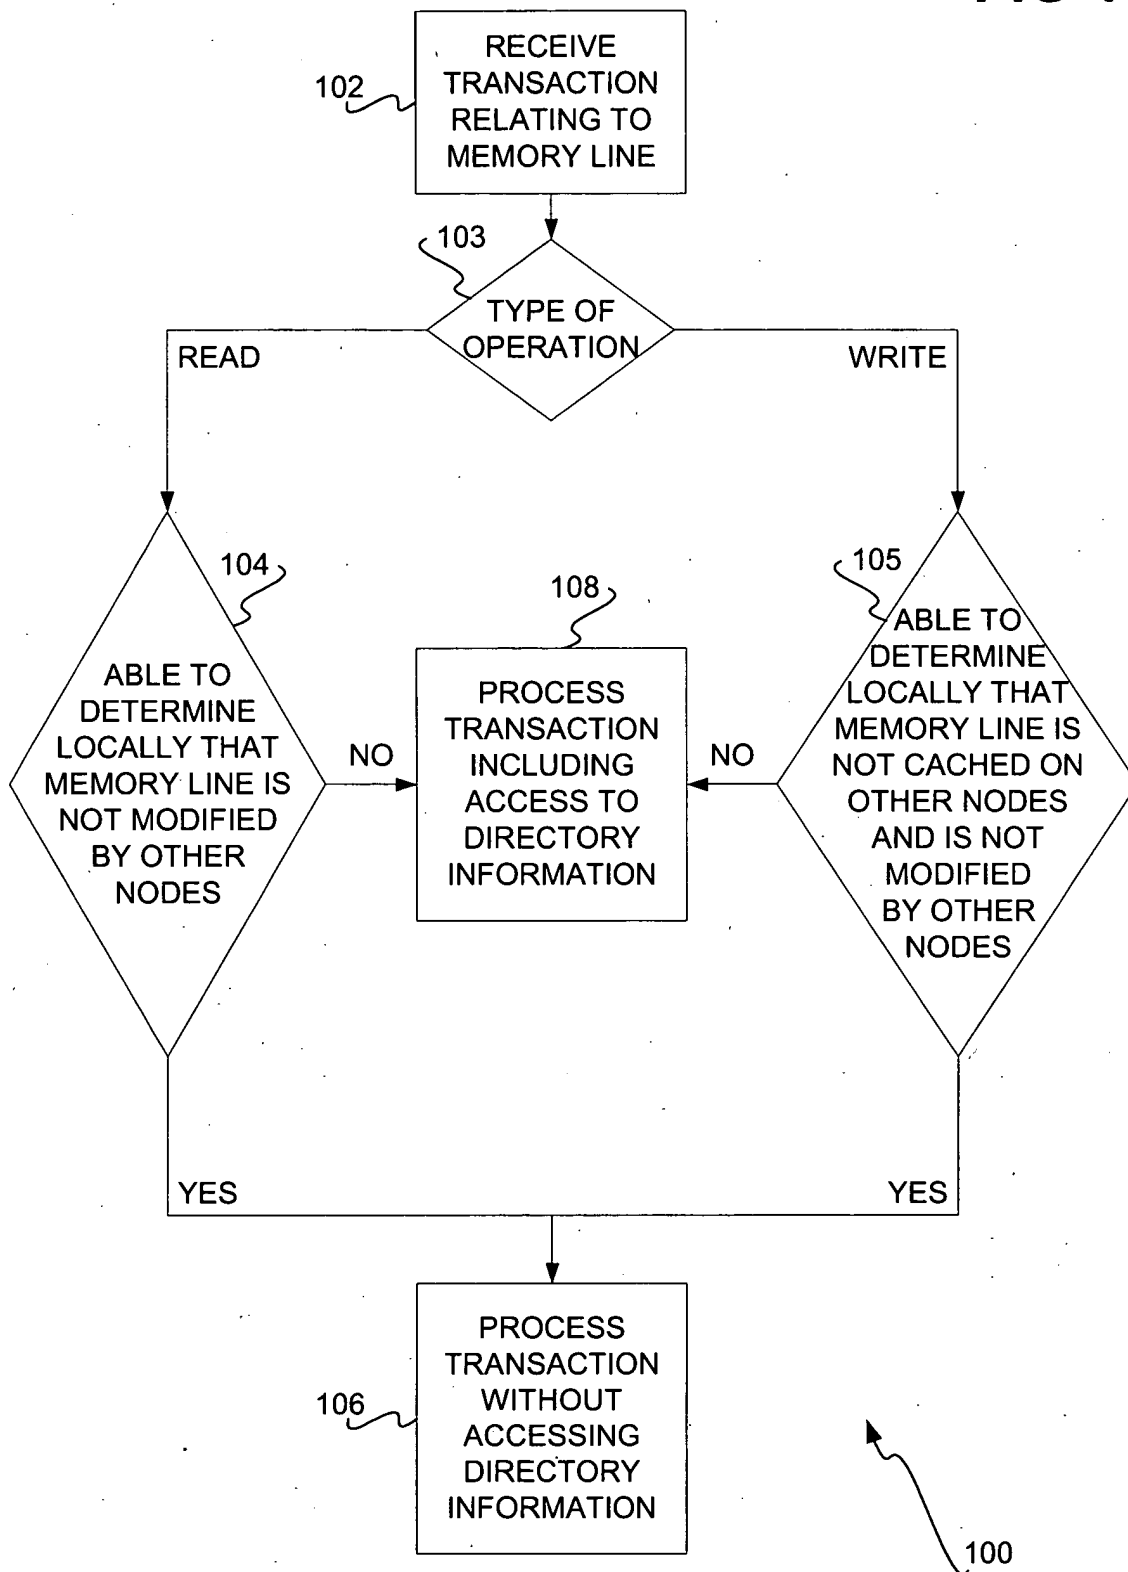 RECEIVE
TRANSACTION
RELATING TO
MEMORY LINE
102
103
TYPE OF
OPERATION
READ
WRITE
104
ABLE TO
DETERMINE
LOCALLY THAT
MEMORY LINE IS
NOT MODIFIED
BY OTHER
NODES
NO
108
PROCESS
TRANSACTION
INCLUDING
ACCESS TO
DIRECTORY
INFORMATION
NO
105
ABLE TO
DETERMINE
LOCALLY THAT
MEMORY LINE IS
NOT CACHED ON
OTHER NODES
AND IS NOT
MODIFIED
BY OTHER
NODES
YES
YES
106
PROCESS
TRANSACTION
WITHOUT
ACCESSING
DIRECTORY
INFORMATION
100